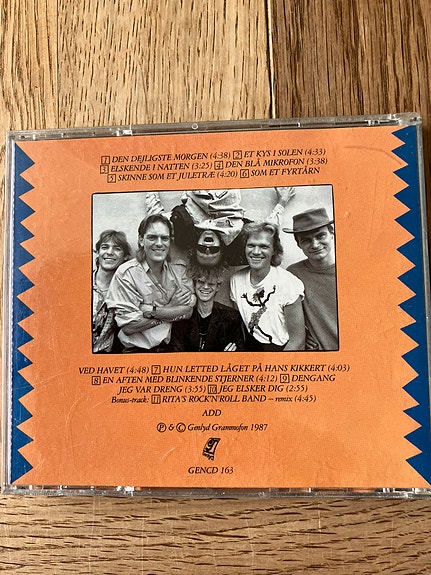 1 DEN DEJLIGSTE MORGEN (4:38) 2 ET KYS I SOLEN (4:33)
3 ELSKENDE I NATTEN (3:25) 4 DEN BLÅ MIKROFON (3:38)
5 SKINNE SOM ET JULETRÆ (4:20) 6 SOM ET FYRTÅRN
VED HAVET (4:48) 7 HUN LETTED LÅGET PÅ HANS KIKKERT (4:03)
8 EN AFTEN MED BLINKENDE STJERNER (4:12) 9 DENGANG
JEG VAR DRENG (3:55) 10 JEG ELSKER DIG (2:55)
Bonus-track: 11 RITA'S ROCK'N'ROLL BAND – remix (4:45)
ADD
Ⓟ & © Genlyd Grammofon 1987
GENCD 163